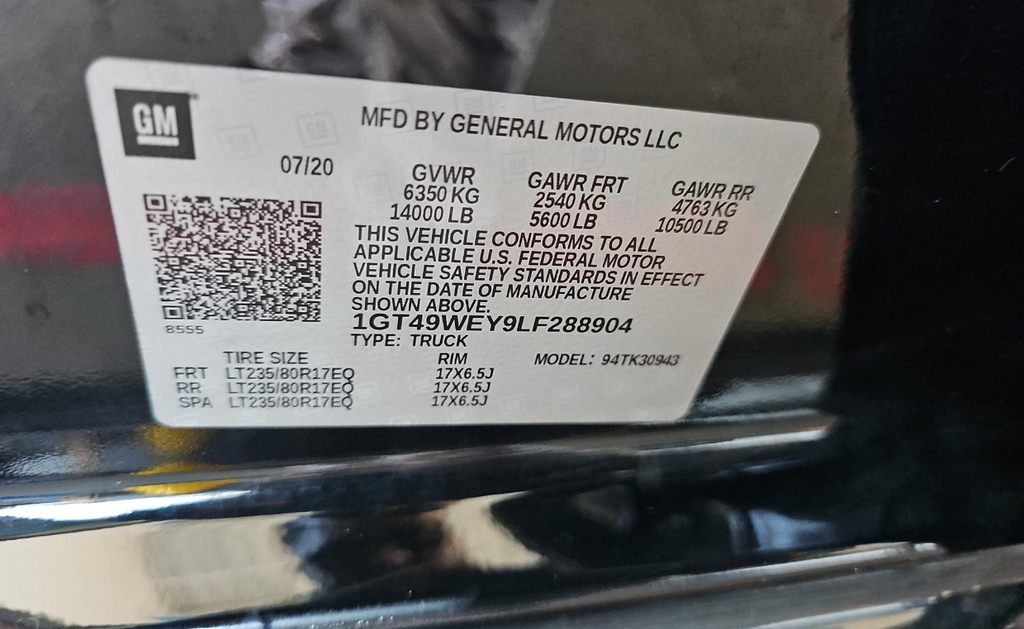 GM
MFD BY GENERAL MOTORS LLC
07/20
GVWR GAWR FRT GAWR RR
6350 KG 2540 KG 4763 KG
14000 LB 5600 LB 10500 LB
THIS VEHICLE CONFORMS TO ALL
APPLICABLE U.S. FEDERAL MOTOR
VEHICLE SAFETY STANDARDS IN EFFECT
ON THE DATE OF MANUFACTURE
SHOWN ABOVE.
1GT49WEY9LF288904
8555
TYPE: TRUCK
TIRE SIZE RIM MODEL: 94TK30943
FRT LT235/80R17EQ 17X6.5J
RR LT235/80R17EQ 17X6.5J
SPA LT235/80R17EQ 17X6.5J